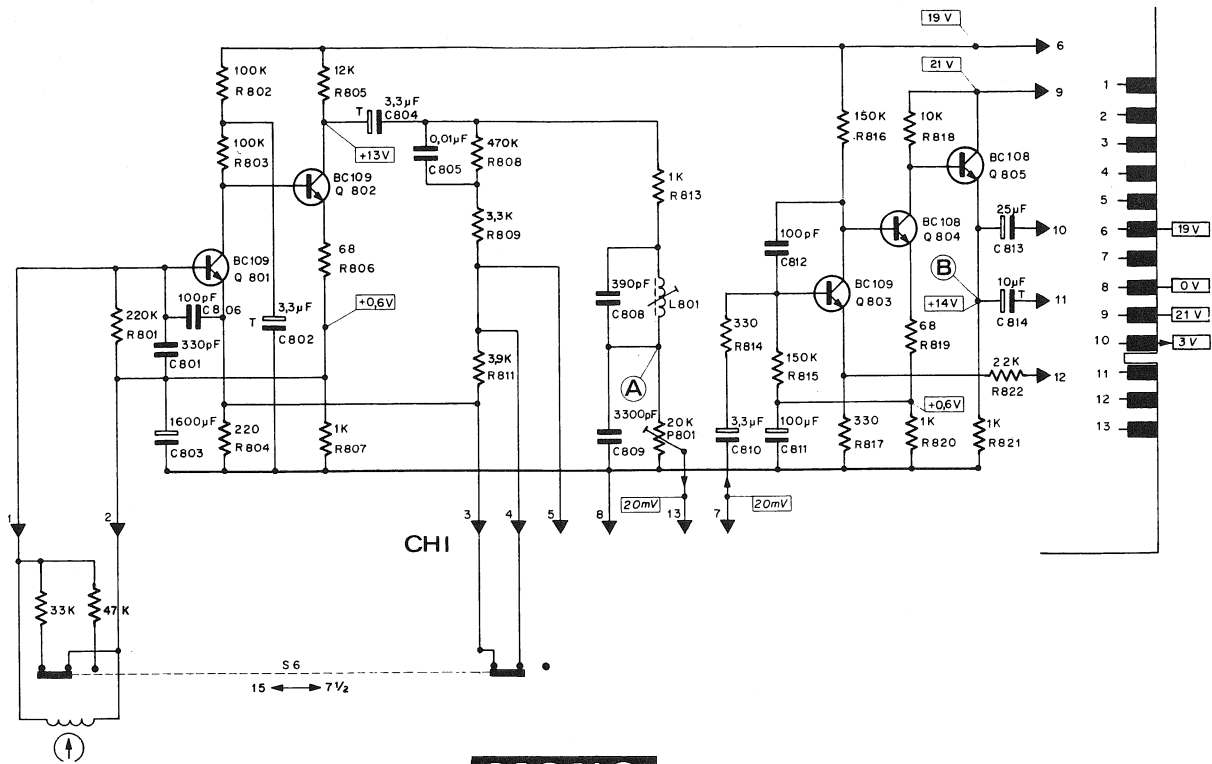 19 V
6
21 V
9
100K
R 802
12K
R805
3,3µF
C804
T
0,01µF
C805
470K
R808
+13V
100K
R803
BC109
Q 802
3,3K
R809
1K
R813
150K
R816
10K
R818
BC108
Q 805
100pF
C812
BC108
Q804
25µF
C813
10
BC109
Q 801
68
R806
390pF
C808
L801
BC109
Q803
B
+14V
10µF
T
C814
11
220K
R801
100pF
C806
330pF
C801
3,3µF
T
C802
+0,6V
3,9K
R811
A
330
R814
150K
R815
68
R819
22K
R822
12
1600µF
C803
220
R804
1K
R807
3300pF
C809
20K
P801
3,3µF
C810
100µF
C811
330
R817
+0,6V
1K
R820
1K
R821
20mV
20mV
1
2
3
4
5
8
13
7
CH1
33K
47K
S6
15
7½
1
2
3
4
5
6
19V
7
8
0V
9
21 V
10
3V
11
12
13